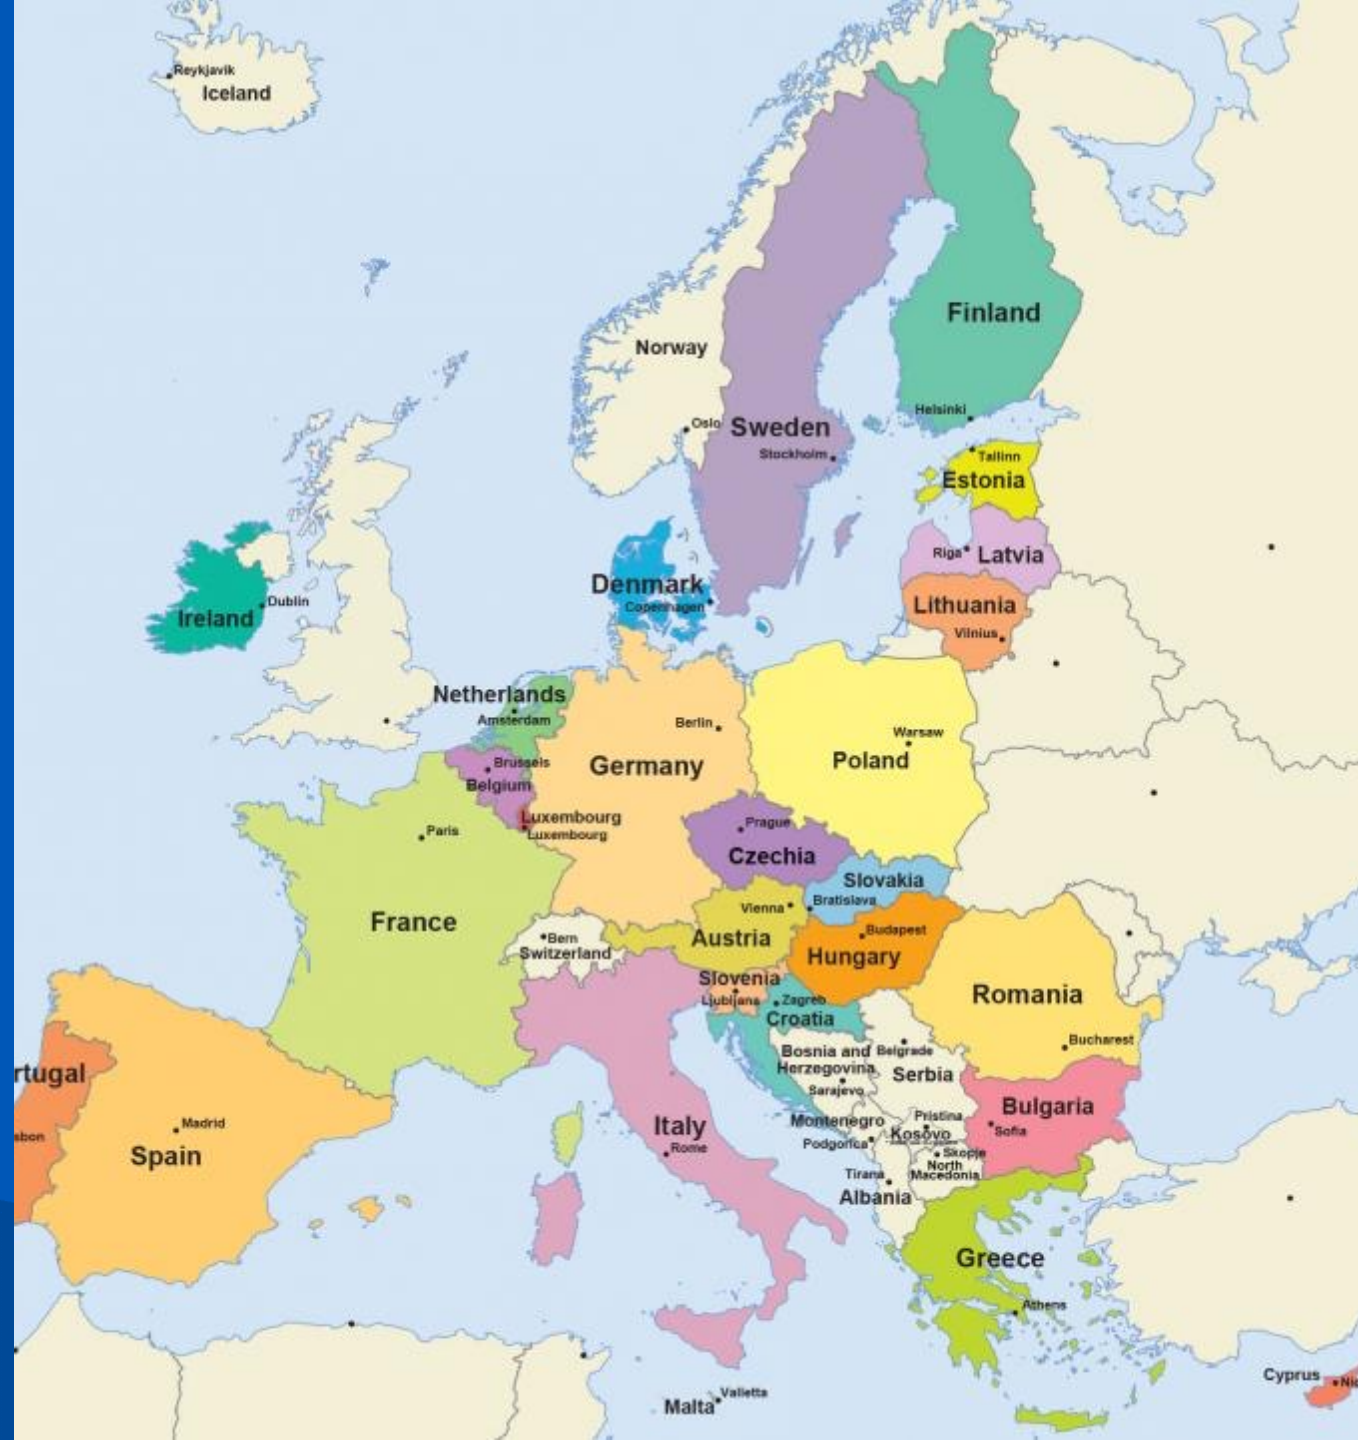 Reykjavik
Iceland
Finland
Norway
Helsinki
Oslo
Sweden
Stockholm
Tallinn
Estonia
Riga
Latvia
Denmark
Copenhagen
Dublin
Ireland
Lithuania
Vilnius
Netherlands
Amsterdam
Berlin
Warsaw
Poland
Brussels
Belgium
Germany
Luxembourg
Luxembourg
Prague
Czechia
Paris
Slovakia
Bratislava
Vienna
France
Bern
Switzerland
Austria
Budapest
Hungary
Slovenia
Ljubljana
Zagreb
Croatia
Romania
Bucharest
Bosnia and
Herzegovina
Sarajevo
Belgrade
Serbia
rtugal
Bulgaria
Sofia
Montenegro
Podgorica
Pristina
Kosovo
Madrid
Spain
sbon
Italy
Rome
Skopje
North
Macedonia
Tirana
Albania
Greece
Athens
Cyprus
Nic
Valletta
Malta